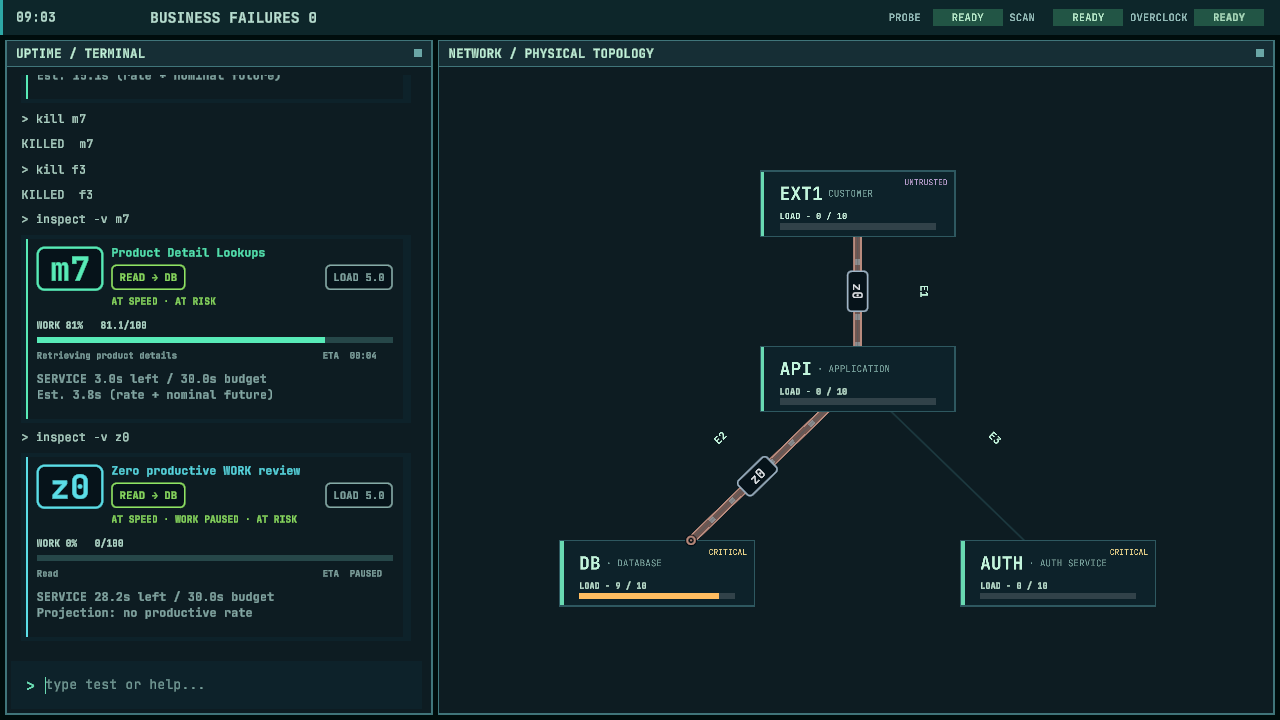 09:03
BUSINESS FAILURES 0
PROBE READY SCAN READY OVERCLOCK READY
UPTIME / TERMINAL
Est. 15.1s (rate + nominal future)
> kill m7
KILLED m7
> kill f3
KILLED f3
> inspect -v m7
m7
Product Detail Lookups
READ → DB
LOAD 5.0
AT SPEED · AT RISK
WORK 81% 81.1/100
Retrieving product details
ETA 00:04
SERVICE 3.0s left / 30.0s budget
Est. 3.8s (rate + nominal future)
> inspect -v z0
z0
Zero productive WORK review
READ → DB
LOAD 5.0
AT SPEED · WORK PAUSED · AT RISK
WORK 0% 0/100
Read
ETA PAUSED
SERVICE 28.2s left / 30.0s budget
Projection: no productive rate
> type test or help...
NETWORK / PHYSICAL TOPOLOGY
UNTRUSTED
EXT1 CUSTOMER
LOAD - 0 / 10
z0
E1
API · APPLICATION
LOAD - 0 / 10
E2
E3
z0
CRITICAL
DB · DATABASE
LOAD - 9 / 10
CRITICAL
AUTH · AUTH SERVICE
LOAD - 0 / 10